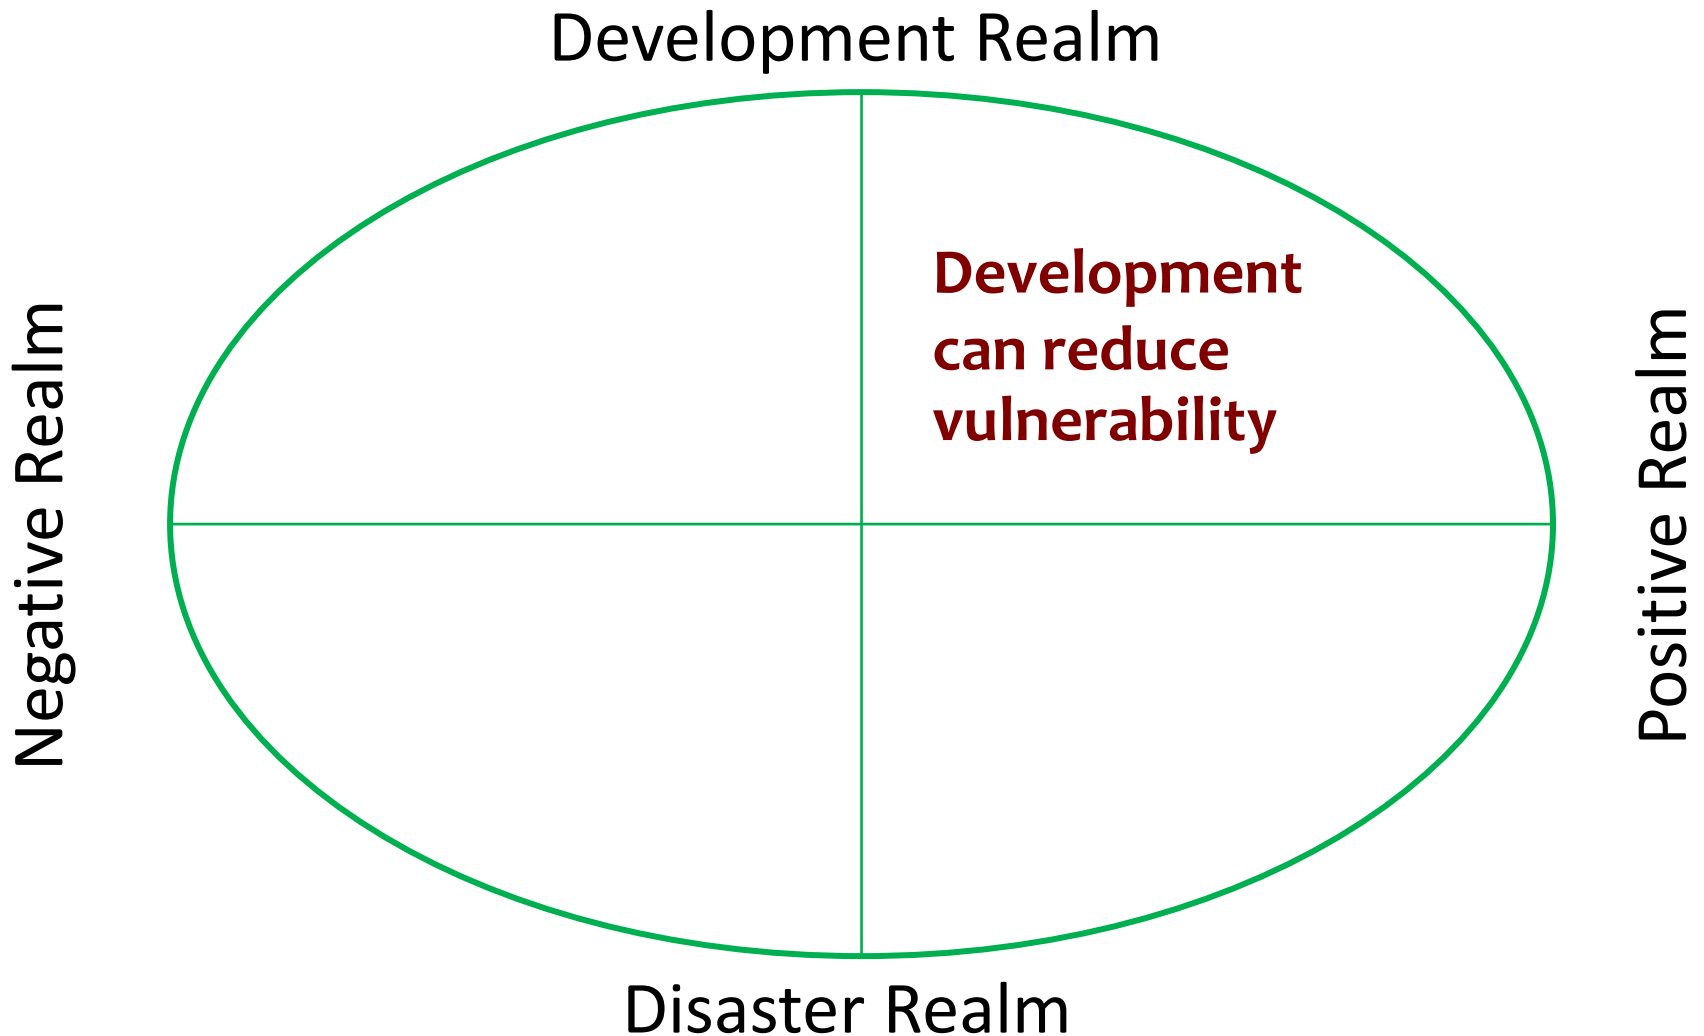 Development Realm
Development
can reduce
vulnerability
Negative Realm
Positive Realm
Disaster Realm